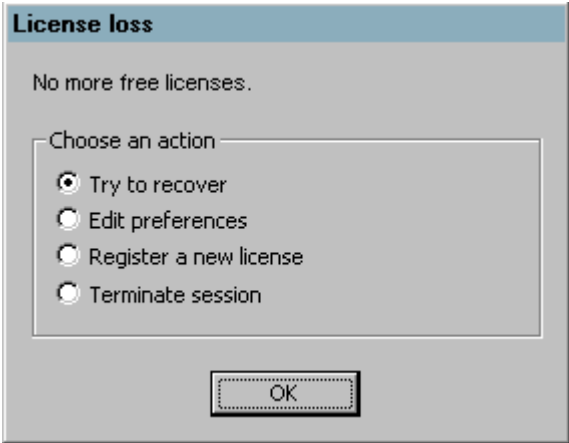 License loss
No more free licenses.
Choose an action
Try to recover
Edit preferences
Register a new license
Terminate session
OK